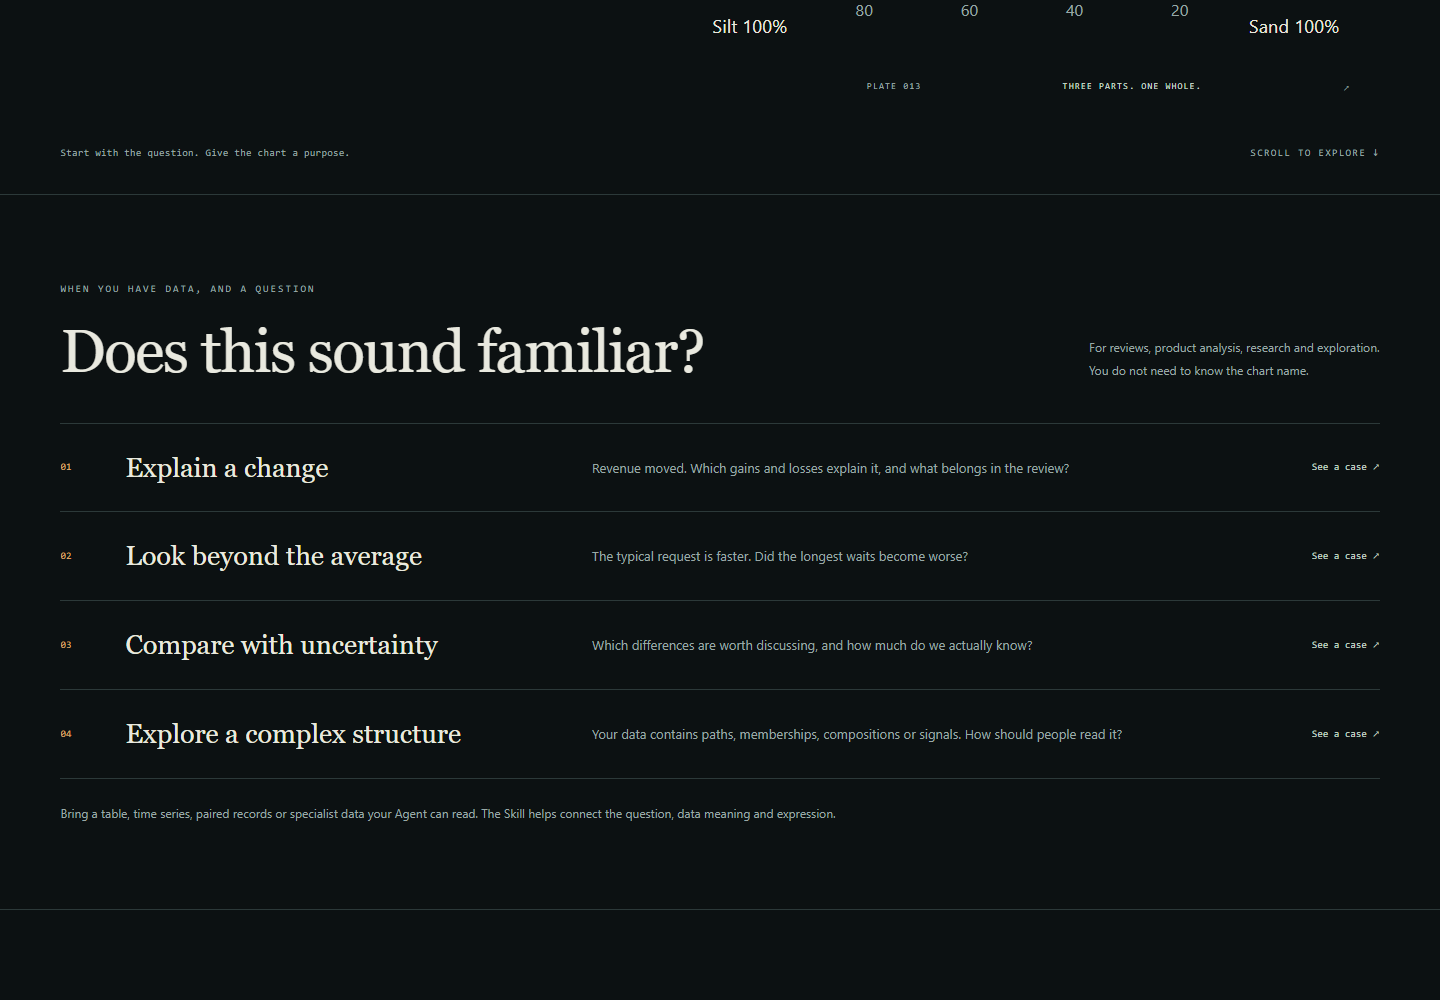 80 60 40 20
Silt 100% Sand 100%
PLATE 013 THREE PARTS. ONE WHOLE. ↗
Start with the question. Give the chart a purpose. SCROLL TO EXPLORE ↓
WHEN YOU HAVE DATA, AND A QUESTION
Does this sound familiar?
For reviews, product analysis, research and exploration.
You do not need to know the chart name.
01 Explain a change Revenue moved. Which gains and losses explain it, and what belongs in the review? See a case ↗
02 Look beyond the average The typical request is faster. Did the longest waits become worse? See a case ↗
03 Compare with uncertainty Which differences are worth discussing, and how much do we actually know? See a case ↗
04 Explore a complex structure Your data contains paths, memberships, compositions or signals. How should people read it? See a case ↗
Bring a table, time series, paired records or specialist data your Agent can read. The Skill helps connect the question, data meaning and expression.